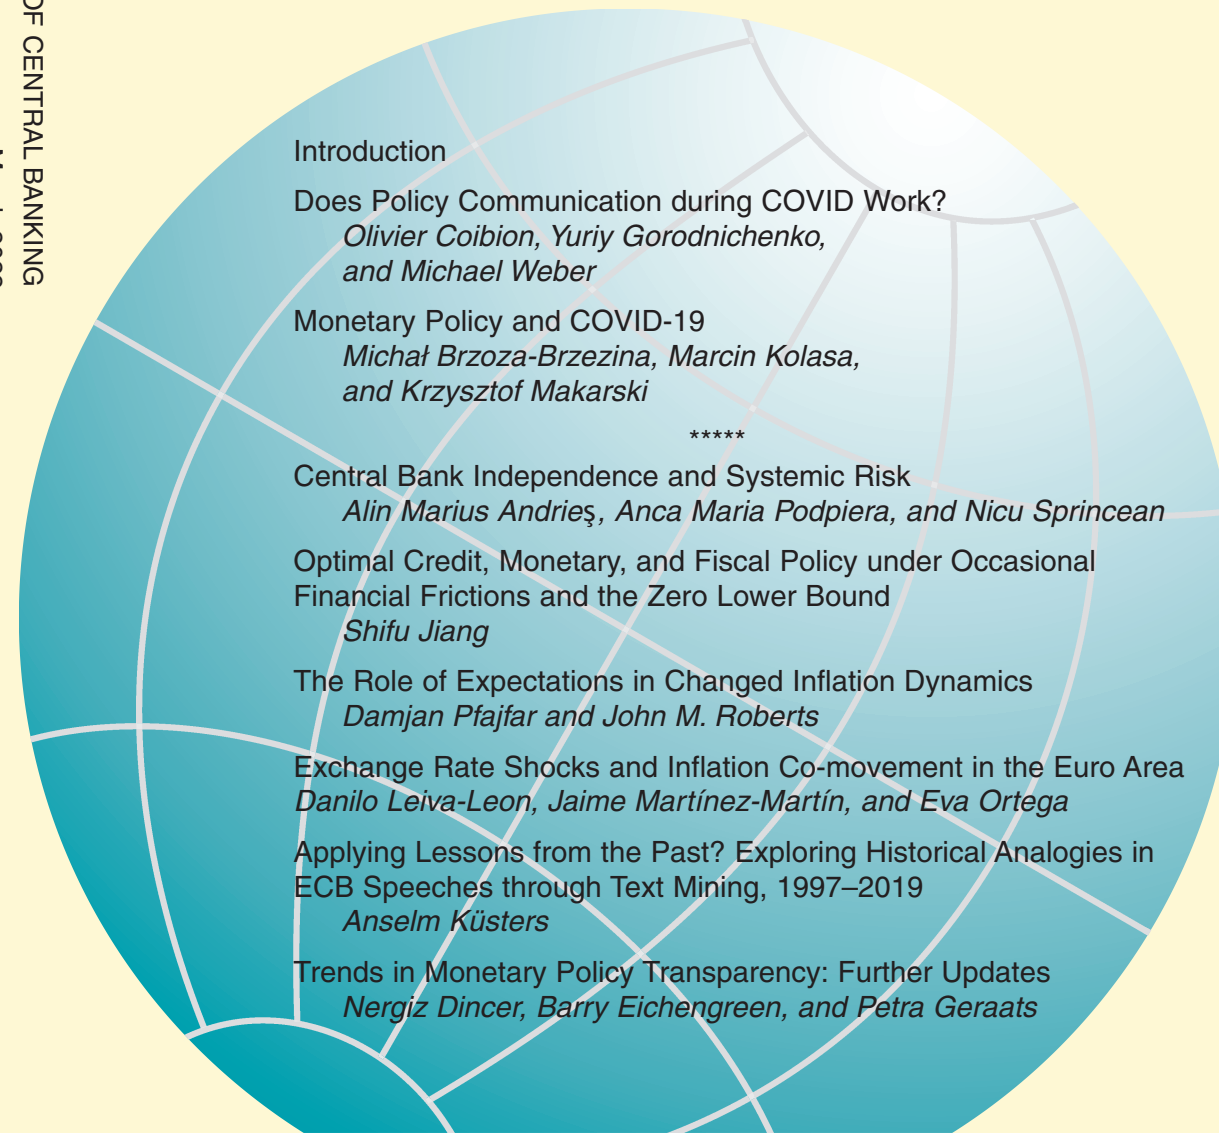 OF CENTRAL BANKING
Introduction
Does Policy Communication during COVID Work?
Olivier Coibion, Yuriy Gorodnichenko,
and Michael Weber
Monetary Policy and COVID-19
Michał Brzoza-Brzezina, Marcin Kolasa,
and Krzysztof Makarski
*****
Central Bank Independence and Systemic Risk
Alin Marius Andrieş, Anca Maria Podpiera, and Nicu Sprincean
Optimal Credit, Monetary, and Fiscal Policy under Occasional
Financial Frictions and the Zero Lower Bound
Shifu Jiang
The Role of Expectations in Changed Inflation Dynamics
Damjan Pfajfar and John M. Roberts
Exchange Rate Shocks and Inflation Co-movement in the Euro Area
Danilo Leiva-Leon, Jaime Martínez-Martín, and Eva Ortega
Applying Lessons from the Past? Exploring Historical Analogies in
ECB Speeches through Text Mining, 1997–2019
Anselm Küsters
Trends in Monetary Policy Transparency: Further Updates
Nergiz Dincer, Barry Eichengreen, and Petra Geraats